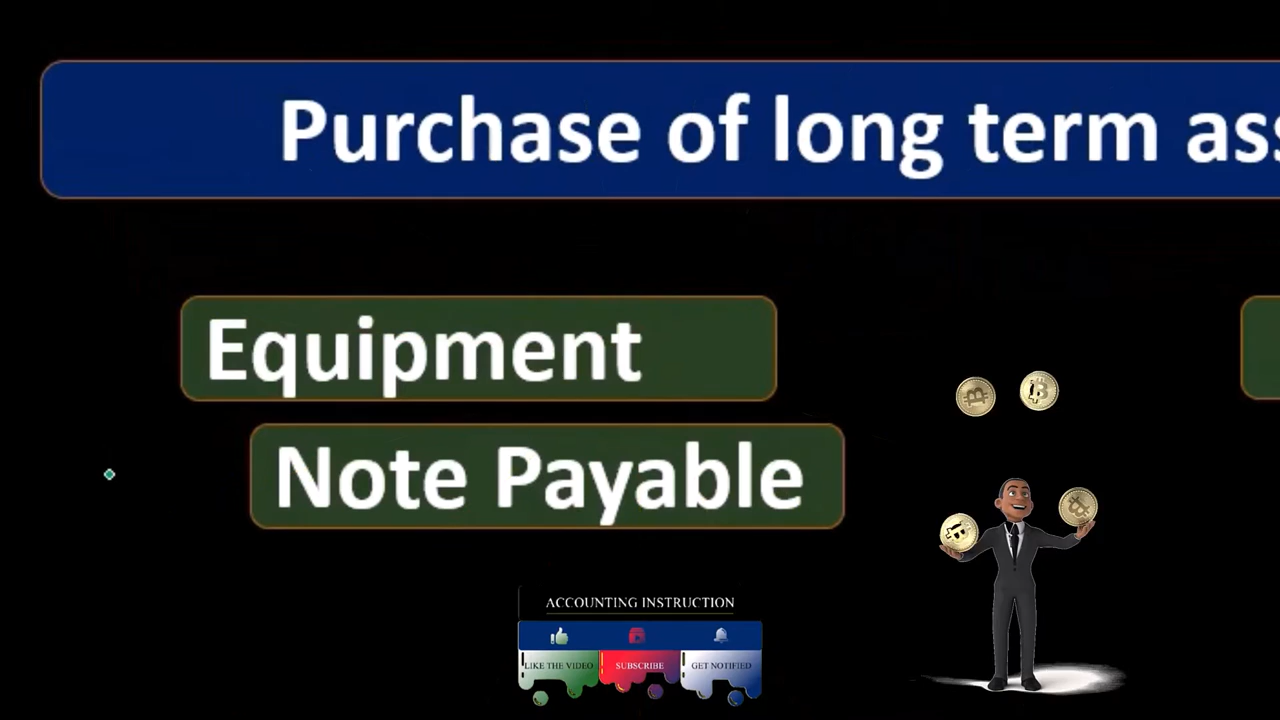 Purchase of long term ass
Equipment
Note Payable
ACCOUNTING INSTRUCTION
LIKE THE VIDEO SUBSCRIBE GET NOTIFIED